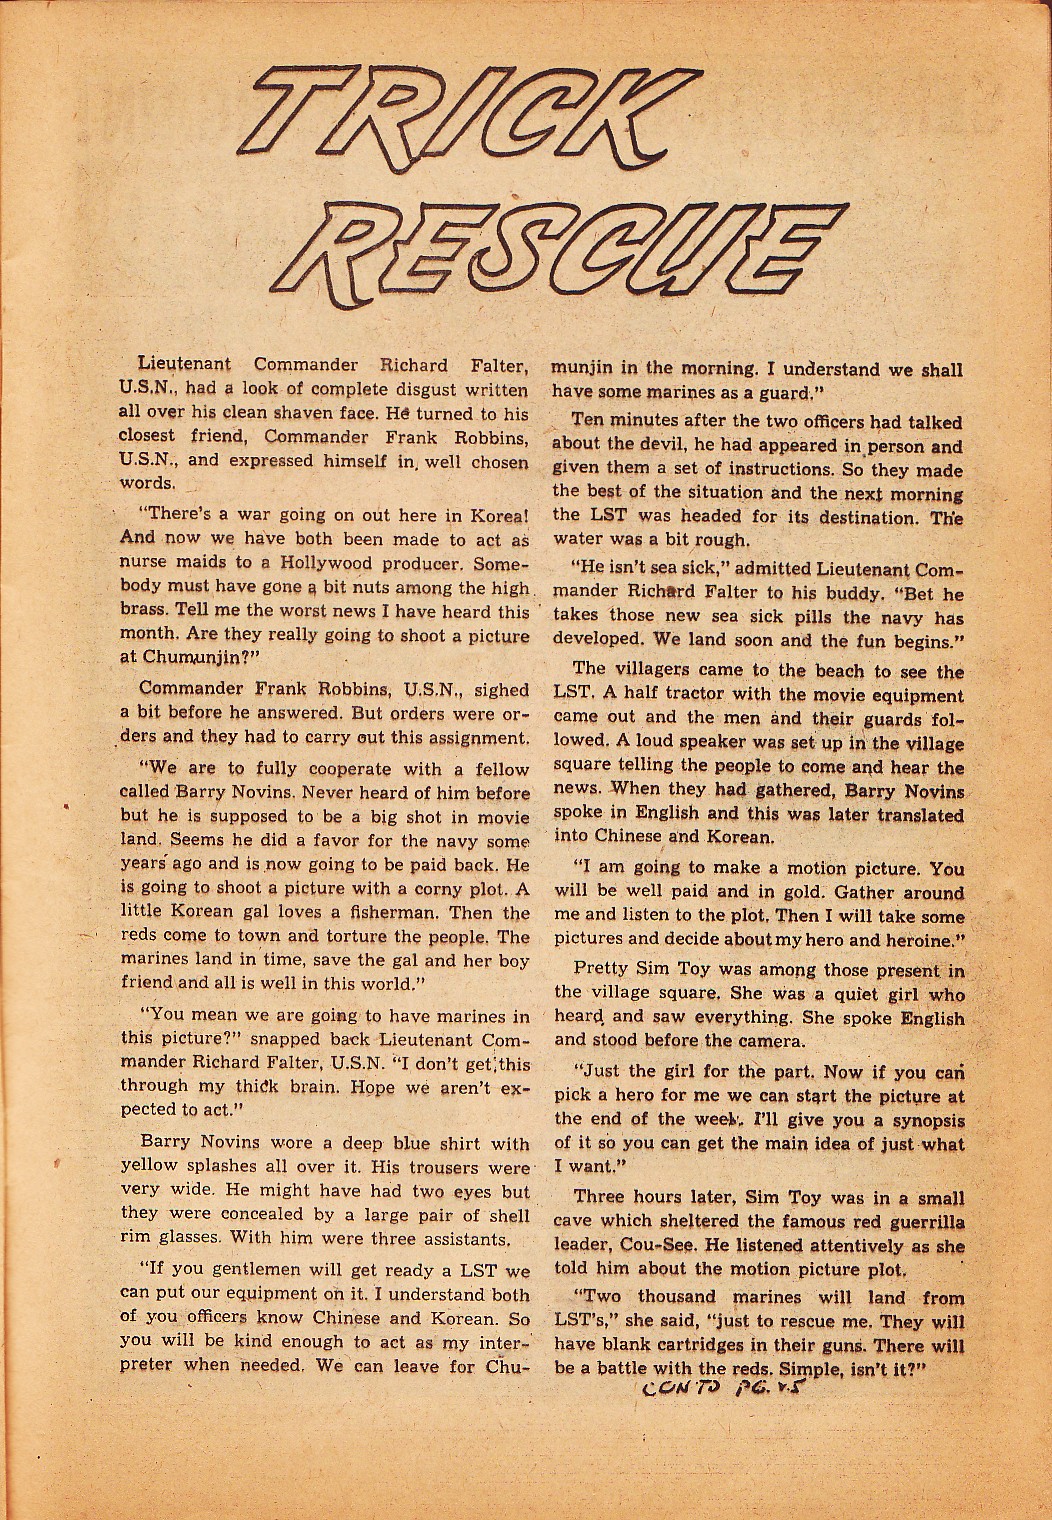 TRICK
RESCUE
Lieutenant Commander Richard Falter,
U.S.N., had a look of complete disgust written
all over his clean shaven face. He turned to his
closest friend, Commander Frank Robbins,
U.S.N., and expressed himself in well chosen
words.
"There's a war going on out here in Korea!
And now we have both been made to act as
nurse maids to a Hollywood producer. Some-
body must have gone a bit nuts among the high
brass. Tell me the worst news I have heard this
month. Are they really going to shoot a picture
at Chumunjin?"
Commander Frank Robbins, U.S.N., sighed
a bit before he answered. But orders were or-
ders and they had to carry out this assignment.
"We are to fully cooperate with a fellow
called Barry Novins. Never heard of him before
but he is supposed to be a big shot in movie
land. Seems he did a favor for the navy some
years ago and is now going to be paid back. He
is going to shoot a picture with a corny plot. A
little Korean gal loves a fisherman. Then the
reds come to town and torture the people. The
marines land in time, save the gal and her boy
friend and all is well in this world."
"You mean we are going to have marines in
this picture?" snapped back Lieutenant Com-
mander Richard Falter, U.S.N. "I don't get this
through my thick brain. Hope we aren't ex-
pected to act."
Barry Novins wore a deep blue shirt with
yellow splashes all over it. His trousers were
very wide. He might have had two eyes but
they were concealed by a large pair of shell
rim glasses. With him were three assistants.
"If you gentlemen will get ready a LST we
can put our equipment on it. I understand both
of you officers know Chinese and Korean. So
you will be kind enough to act as my inter-
preter when needed. We can leave for Chu-
munjin in the morning. I understand we shall
have some marines as a guard."
Ten minutes after the two officers had talked
about the devil, he had appeared in person and
given them a set of instructions. So they made
the best of the situation and the next morning
the LST was headed for its destination. The
water was a bit rough.
"He isn't sea sick," admitted Lieutenant Com-
mander Richard Falter to his buddy. "Bet he
takes those new sea sick pills the navy has
developed. We land soon and the fun begins."
The villagers came to the beach to see the
LST. A half tractor with the movie equipment
came out and the men and their guards fol-
lowed. A loud speaker was set up in the village
square telling the people to come and hear the
news. When they had gathered, Barry Novins
spoke in English and this was later translated
into Chinese and Korean.
"I am going to make a motion picture. You
will be well paid and in gold. Gather around
me and listen to the plot. Then I will take some
pictures and decide about my hero and heroine."
Pretty Sim Toy was among those present in
the village square. She was a quiet girl who
heard and saw everything. She spoke English
and stood before the camera.
"Just the girl for the part. Now if you can
pick a hero for me we can start the picture at
the end of the week. I'll give you a synopsis
of it so you can get the main idea of just what
I want."
Three hours later, Sim Toy was in a small
cave which sheltered the famous red guerrilla
leader, Cou-See. He listened attentively as she
told him about the motion picture plot.
"Two thousand marines will land from
LST's," she said, "just to rescue me. They will
have blank cartridges in their guns. There will
be a battle with the reds. Simple, isn't it?"
CONT'D PG.